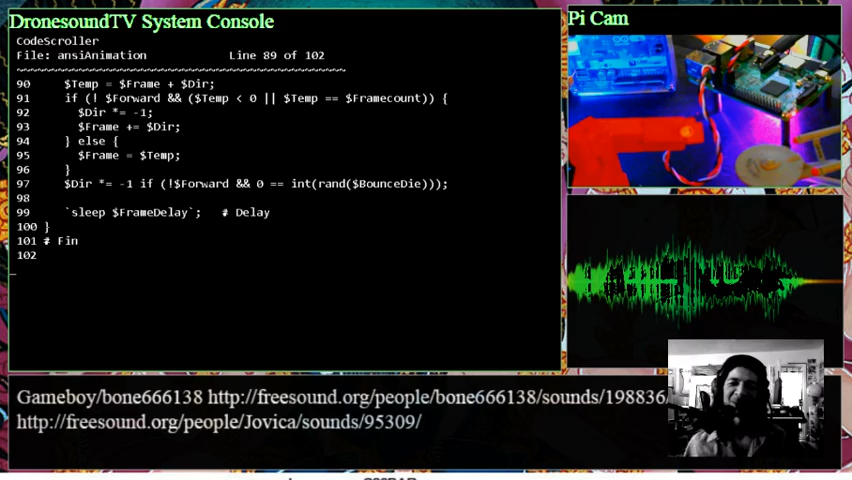 DronesoundTV System Console
Pi Cam
CodeScroller
File: ansiAnimation Line 89 of 102
~~~~~~~~~~~~~~~~~~~~~~~~~~~~~~~~~~~~~~~~~~~~~~~
90 $Temp = $Frame + $Dir;
91 if (! $Forward && ($Temp < 0 || $Temp == $Framecount)) {
92 $Dir *= -1;
93 $Frame += $Dir;
94 } else {
95 $Frame = $Temp;
96 }
97 $Dir *= -1 if (!$Forward && 0 == int(rand($BounceDie)));
98
99 `sleep $FrameDelay`; # Delay
100 }
101 # Fin
102
_
Gameboy/bone666138 http://freesound.org/people/bone666138/sounds/198836/
http://freesound.org/people/Jovica/sounds/95309/